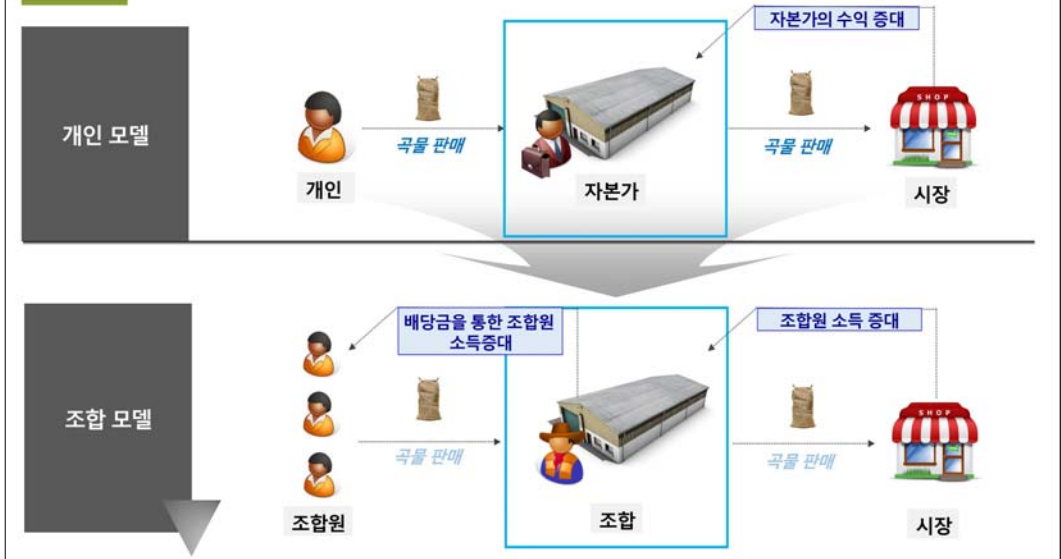 자본가의 수익 증대
SHOP
개인 모델
곡물 판매
곡물 판매
개인
자본가
시장
배당금을 통한 조합원
소득증대
조합원 소득 증대
SHOP
조합 모델
곡물 판매
곡물 판매
조합원
조합
시장